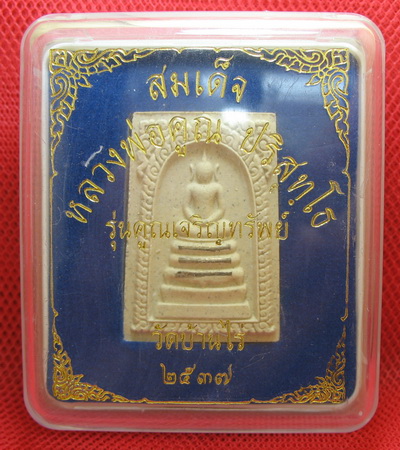 สมเด็จ
หลวงพ่อคูณ ปริสุทฺโธ
รุ่นคูณเจริญทรัพย์
วัดบ้านไร่
๒๕๓๗